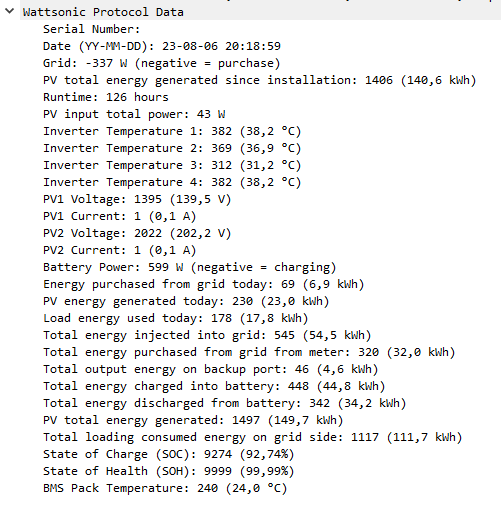 Wattsonic Protocol Data
Serial Number:
Date (YY-MM-DD): 23-08-06 20:18:59
Grid: -337 W (negative = purchase)
PV total energy generated since installation: 1406 (140,6 kWh)
Runtime: 126 hours
PV input total power: 43 W
Inverter Temperature 1: 382 (38,2 °C)
Inverter Temperature 2: 369 (36,9 °C)
Inverter Temperature 3: 312 (31,2 °C)
Inverter Temperature 4: 382 (38,2 °C)
PV1 Voltage: 1395 (139,5 V)
PV1 Current: 1 (0,1 A)
PV2 Voltage: 2022 (202,2 V)
PV2 Current: 1 (0,1 A)
Battery Power: 599 W (negative = charging)
Energy purchased from grid today: 69 (6,9 kWh)
PV energy generated today: 230 (23,0 kWh)
Load energy used today: 178 (17,8 kWh)
Total energy injected into grid: 545 (54,5 kWh)
Total energy purchased from grid from meter: 320 (32,0 kWh)
Total output energy on backup port: 46 (4,6 kWh)
Total energy charged into battery: 448 (44,8 kWh)
Total energy discharged from battery: 342 (34,2 kWh)
PV total energy generated: 1497 (149,7 kWh)
Total loading consumed energy on grid side: 1117 (111,7 kWh)
State of Charge (SOC): 9274 (92,74%)
State of Health (SOH): 9999 (99,99%)
BMS Pack Temperature: 240 (24,0 °C)